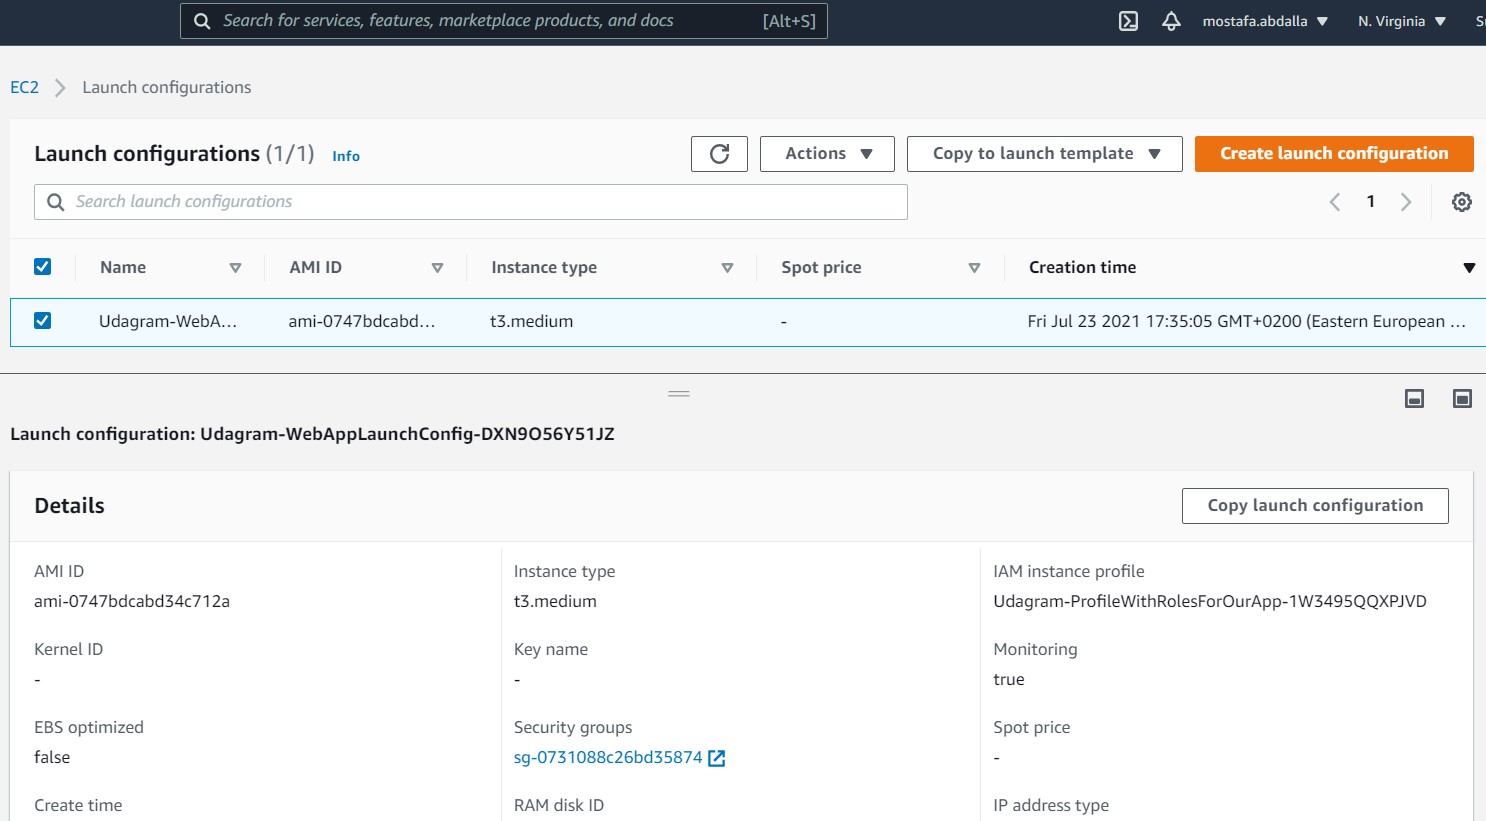 Search for services, features, marketplace products, and docs [Alt+S] mostafa.abdalla N. Virginia
EC2 Launch configurations
Launch configurations (1/1) Info Actions Copy to launch template Create launch configuration
Search launch configurations 1
Name AMI ID Instance type Spot price Creation time
Udagram-WebA... ami-0747bdcabd... t3.medium - Fri Jul 23 2021 17:35:05 GMT+0200 (Eastern European ...
Launch configuration: Udagram-WebAppLaunchConfig-DXN9O56Y51JZ
Details Copy launch configuration
AMI ID Instance type IAM instance profile
ami-0747bdcabd34c712a t3.medium Udagram-ProfileWithRolesForOurApp-1W3495QQXPJVD
Kernel ID Key name Monitoring
- - true
EBS optimized Security groups Spot price
false sg-0731088c26bd35874 -
Create time RAM disk ID IP address type